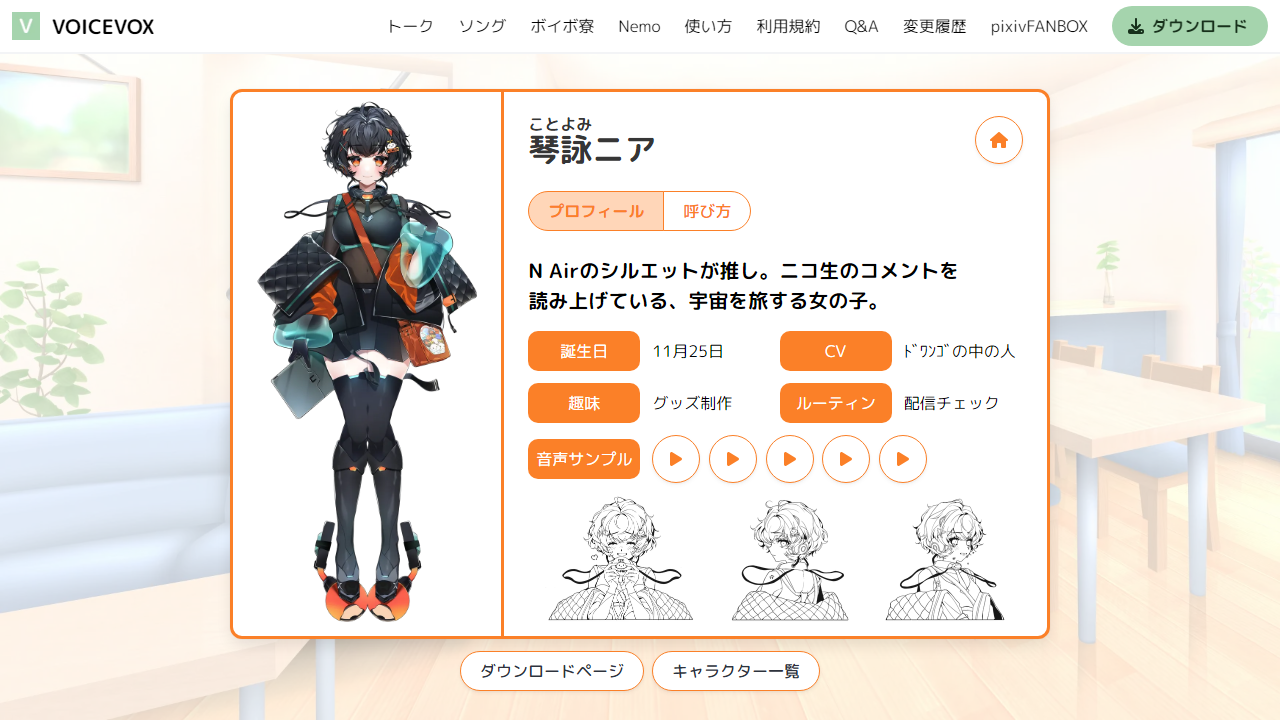 V VOICEVOX
トーク ソング ボイボ寮 Nemo 使い方 利用規約 Q&A 変更履歴 pixivFANBOX ダウンロード
ことよみ
琴詠ニア
プロフィール 呼び方
N Airのシルエットが推し。ニコ生のコメントを
読み上げている、宇宙を旅する女の子。
誕生日 11月25日 CV ﾄﾞﾜﾝｺﾞの中の人
趣味 グッズ制作 ルーティン 配信チェック
音声サンプル
ダウンロードページ キャラクター一覧